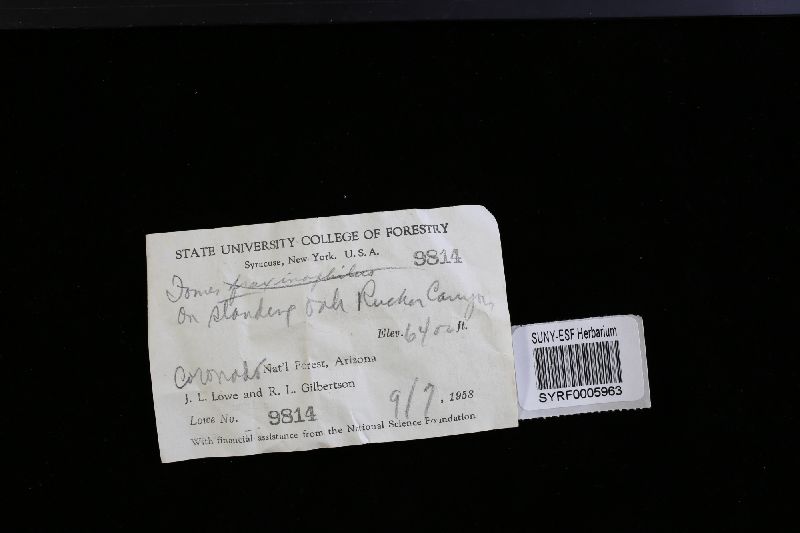 STATE UNIVERSITY COLLEGE OF FORESTRY
Syracuse, New York. U.S.A.
9814
Fomes fraxinophilus
On standing oak Rucker Canyon
Elev. 6400 ft.
Coronado Nat'l Forest, Arizona
J. L. Lowe and R. L. Gilbertson
9/7, 1958
Lowe No. 9814
With financial assistance from the National Science Foundation
SUNY-ESF Herbarium
SYRF0005963